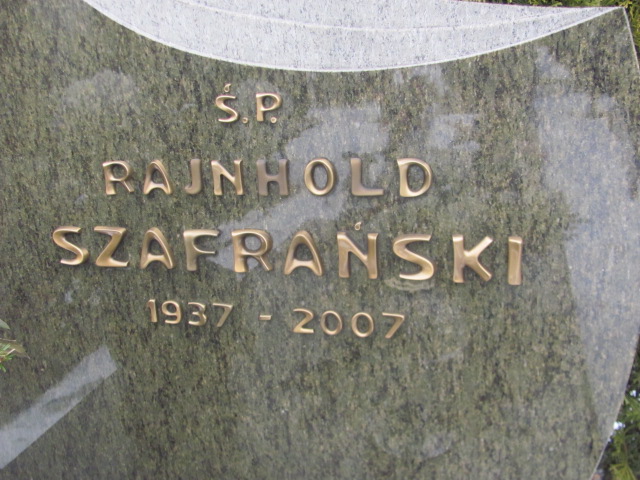 Ś.P.
RAJNHOLD
SZAFRAŃSKI
1937 - 2007